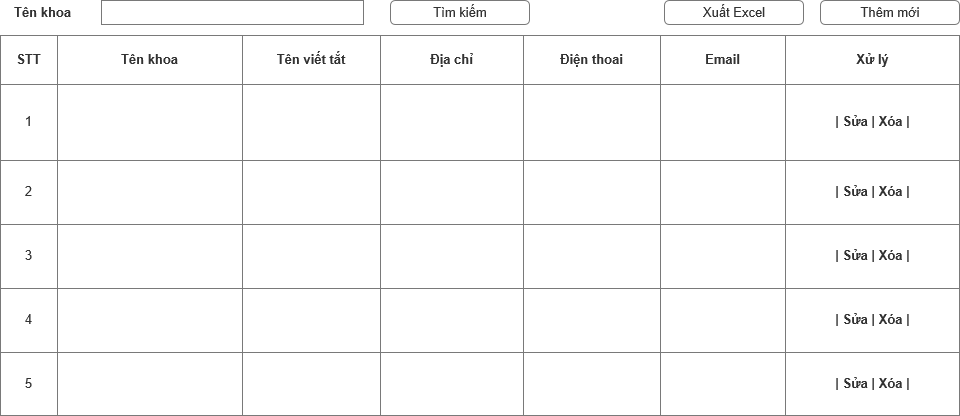 Tên khoa Tìm kiếm Xuất Excel Thêm mới
STT Tên khoa Tên viết tắt Địa chỉ Điện thoai Email Xử lý
1 | Sửa | Xóa |
2 | Sửa | Xóa |
3 | Sửa | Xóa |
4 | Sửa | Xóa |
5 | Sửa | Xóa |